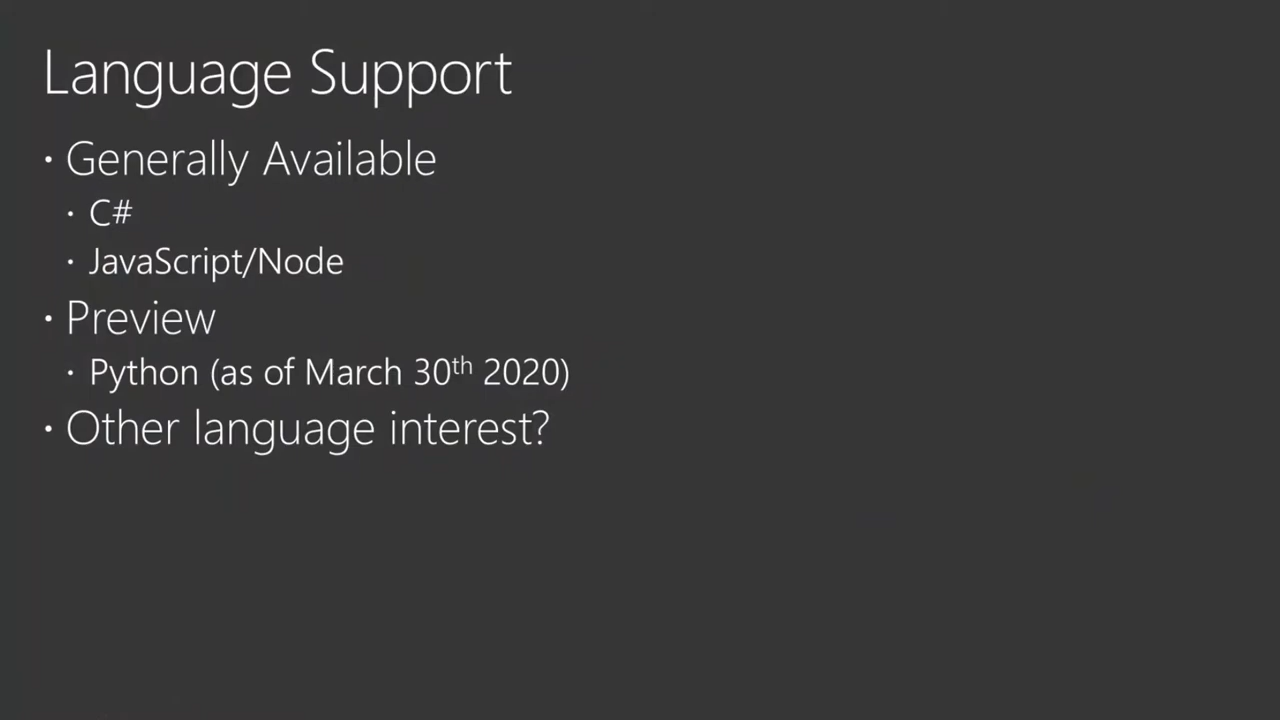 Language Support
• Generally Available
• C#
• JavaScript/Node
• Preview
• Python (as of March 30th 2020)
• Other language interest?